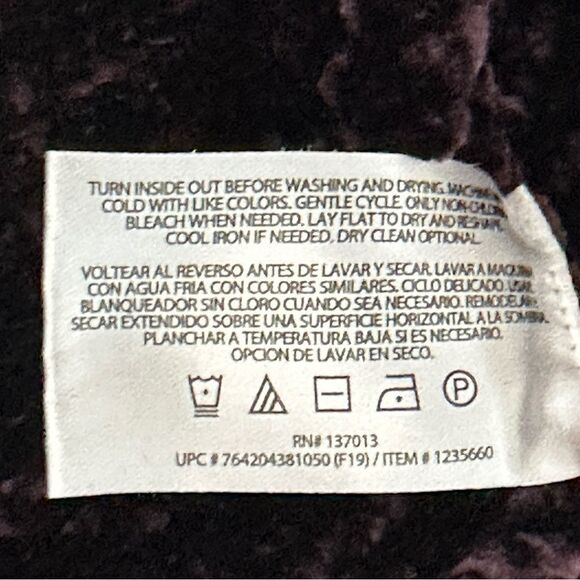 TURN INSIDE OUT BEFORE WASHING AND DRYING. MACHINE
COLD WITH LIKE COLORS. GENTLE CYCLE. ONLY NON-CHLORINE
BLEACH WHEN NEEDED. LAY FLAT TO DRY AND RESHAPE.
COOL IRON IF NEEDED. DRY CLEAN OPTIONAL.
VOLTEAR AL REVERSO ANTES DE LAVAR Y SECAR. LAVAR A MAQUINA
CON AGUA FRIA CON COLORES SIMILARES. CICLO DELICADO. USAR
BLANQUEADOR SIN CLORO CUANDO SEA NECESARIO. REMODELAR.
SECAR EXTENDIDO SOBRE UNA SUPERFICIE HORIZONTAL A LA SOMBRA.
PLANCHAR A TEMPERATURA BAJA SI ES NECESARIO.
OPCION DE LAVAR EN SECO.
P
RN# 137013
UPC # 764204381050 (F19) / ITEM # 1235660